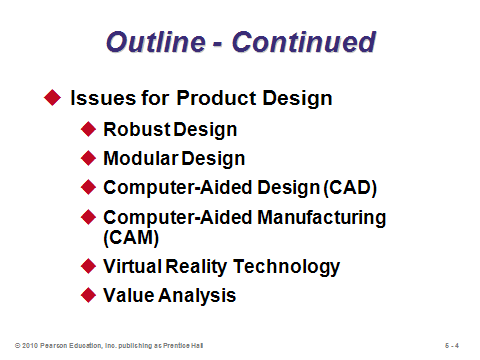 Outline - Continued
Issues for Product Design
Robust Design
Modular Design
Computer-Aided Design (CAD)
Computer-Aided Manufacturing
(CAM)
Virtual Reality Technology
Value Analysis
© 2010 Pearson Education, Inc. publishing as Prentice Hall
5 - 4